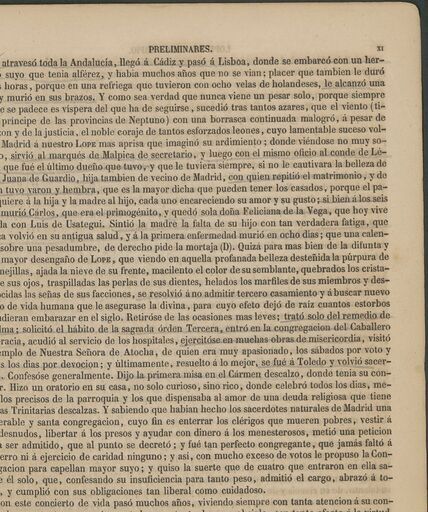 PRELIMINARES. XI
atravesó toda la Andalucía, llegó á Cádiz y pasó á Lisboa, donde se embarcó con un her-
suyo que tenia alférez, y habia muchos años que no se vian; placer que tambien le duró
horas, porque en una refriega que tuvieron con ocho velas de holandeses, le alcanzó una
y murió en sus brazos. Y como sea verdad que nunca viene un pesar solo, porque siempre
e se padece es víspera del que ha de seguirse, sucedió tras tantos azares, que el viento (ti-
príncipe de las provincias de Neptuno) con una borrasca continuada malogró, á pesar de
on y de la justicia, el noble coraje de tantos esforzados leones, cuyo lamentable suceso vol-
Madrid á nuestro LOPE mas aprisa que imaginó su ardimiento; donde viéndose no muy so-
o, sirvió al marqués de Malpica de secretario, y luego con el mismo oficio al conde de Lé-
que fué el último dueño que tuvo, y que le tuviera siempre, si no le cautivara la belleza de
Juana de Guardio, hija tambien de vecino de Madrid, con quien repitió el matrimonio, y de
n tuvo varon y hembra, que es la mayor dicha que pueden tener los casados, porque el pa-
quiere á la hija y la madre al hijo, cada uno encareciendo su amor y su gusto; si bien á los seis
murió Cárlos, que era el primogénito, y quedó sola doña Feliciana de la Vega, que hoy vive
la con Luis de Usategui. Sintió la madre la falta de su hijo con tan verdadera fatiga, que
a volvió en su antigua salud, y á la primera enfermedad murió en ocho dias; que una calen-
sobre una pesadumbre, de derecho pide la mortaja (D). Quizá para mas bien de la difunta y
mayor desengaño de LOPE, que viendo en aquella profanada belleza desteñida la púrpura de
nejillas, ajada la nieve de su frente, macilento el color de su semblante, quebrados los crista-
e sus ojos, traspilladas las perlas de sus dientes, helados los marfiles de sus miembros y des-
ocidas las señas de sus facciones, se resolvió á no admitir tercero casamiento y á buscar nuevo
o de vida humana que le asegurase la divina, para cuyo efeto dejó de raíz cuantos estorbos
udieran embarazar en el siglo. Retiróse de las ocasiones mas leves; trató solo del remedio de
lma; solicitó el hábito de la sagrada órden Tercera, entró en la congregacion del Caballero
racia, acudió al servicio de los hospitales, ejercitóse en muchas obras de misericordia, visitó
emplo de Nuestra Señora de Atocha, de quien era muy apasionado, los sábados por voto y
s los dias por devocion; y últimamente, resuelto á lo mejor, se fué á Toledo y volvió sacer-
. Confesóse generalmente. Dijo la primera misa en el Cármen descalzo, donde tenia su con-
r. Hizo un oratorio en su casa, no solo curioso, sino rico, donde celebró todos los dias, me-
los precisos de la parroquia y los que dispensaba al amor de una deuda religiosa que tiene
as Trinitarias descalzas. Y sabiendo que habian hecho los sacerdotes naturales de Madrid una
erable y santa congregacion, cuyo fin es enterrar los clérigos que mueren pobres, vestir á
desnudos, libertar á los presos y ayudar con dinero á los menesterosos, metió una peticion
a ser admitido, que al punto se decretó; y fué tan perfecto congregante, que jamás faltó á
erro ni á ejercicio de caridad ninguno; y así, con mucho exceso de votos le propuso la Con-
gacion para capellan mayor suyo; y quiso la suerte que de cuatro que entraron en ella sa-
e él solo, que, confesando su insuficiencia para tanto peso, admitió el cargo, abrazó á to-
, y cumplió con sus obligaciones tan liberal como cuidadoso.
on este concierto de vida pasó muchos años, viviendo siempre con tanta atencion á su con-